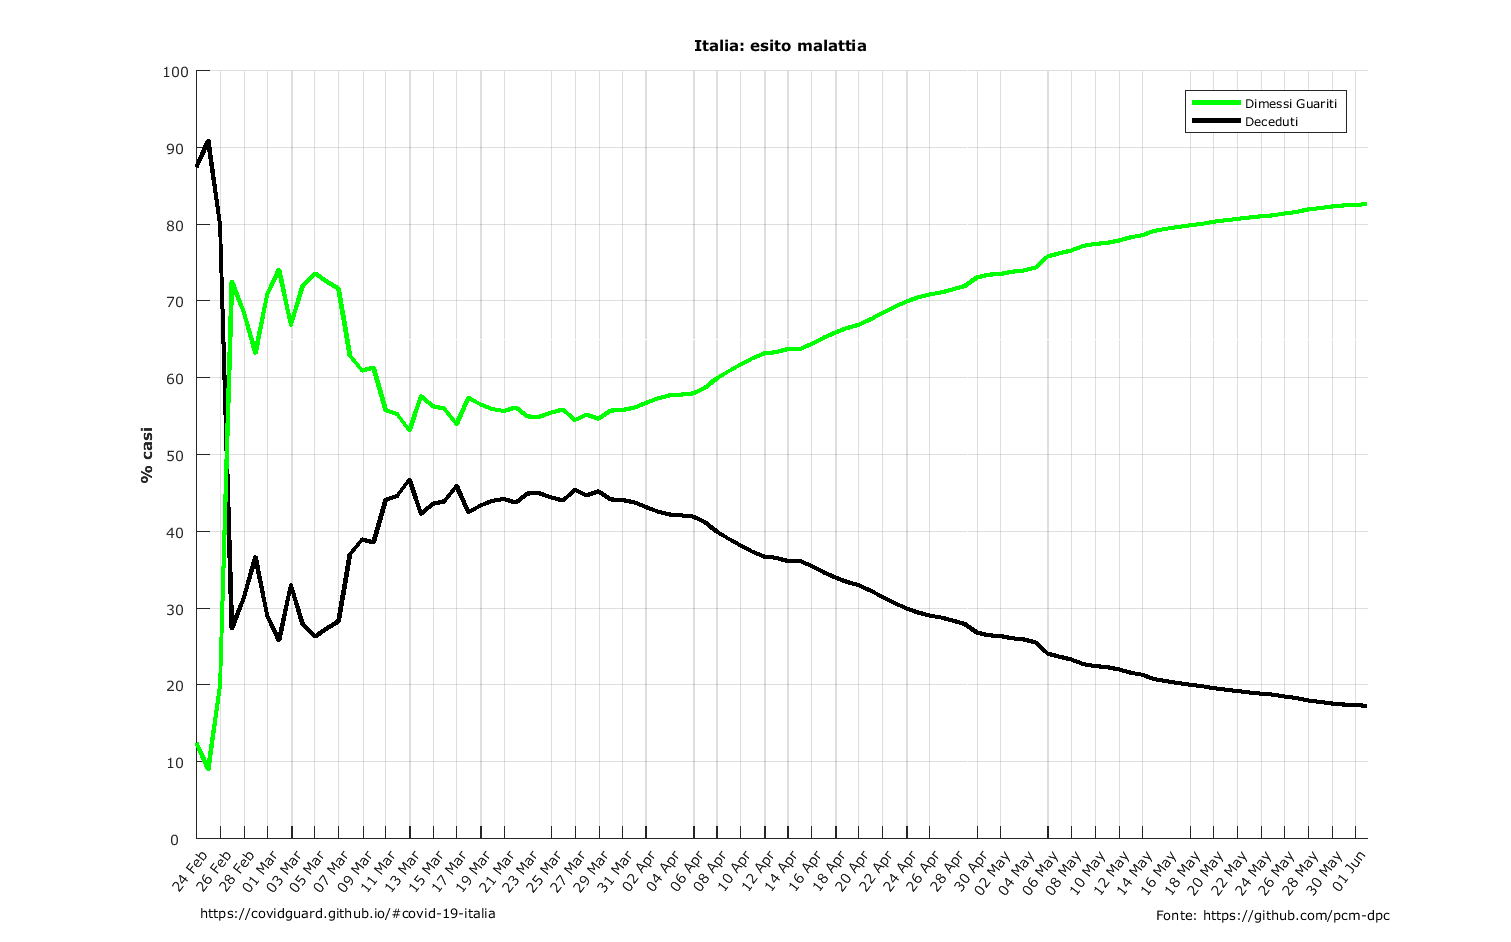 Italia: esito malattia
100
90
80
70
60
50
40
30
20
10
0
% casi
Dimessi Guariti
Deceduti
24 Feb
26 Feb
28 Feb
01 Mar
03 Mar
05 Mar
07 Mar
09 Mar
11 Mar
13 Mar
15 Mar
17 Mar
19 Mar
21 Mar
23 Mar
25 Mar
27 Mar
29 Mar
31 Mar
02 Apr
04 Apr
06 Apr
08 Apr
10 Apr
12 Apr
14 Apr
16 Apr
18 Apr
20 Apr
22 Apr
24 Apr
26 Apr
28 Apr
30 Apr
02 May
04 May
06 May
08 May
10 May
12 May
14 May
16 May
18 May
20 May
22 May
24 May
26 May
28 May
30 May
01 Jun
https://covidguard.github.io/#covid-19-italia
Fonte: https://github.com/pcm-dpc